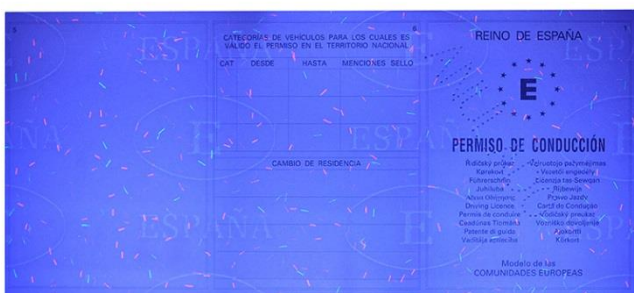 6
CATEGORÍAS DE VEHÍCULOS PARA LOS CUALES ES
VÁLIDO EL PERMISO EN EL TERRITORIO NACIONAL
CAT DESDE HASTA MENCIONES SELLO
CAMBIO DE RESIDENCIA
1
REINO DE ESPAÑA
E
PERMISO DE CONDUCCIÓN
Řidičský průkaz
Kørekort
Führerschein
Juhiluba
Driving Licence
Permis de conduire
Ceadúnas Tiomána
Patente di guida
Vadītāja apliecība
Vairuotojo pažymėjimas
Vezetői engedély
Liċenzja tas-Sewqan
Rijbewijs
Prawo Jazdy
Carta de Condução
Vodičský preukaz
Vozniško dovoljenje
Ajokortti
Körkort
Modelo de las
COMUNIDADES EUROPEAS
ESPAÑA
E